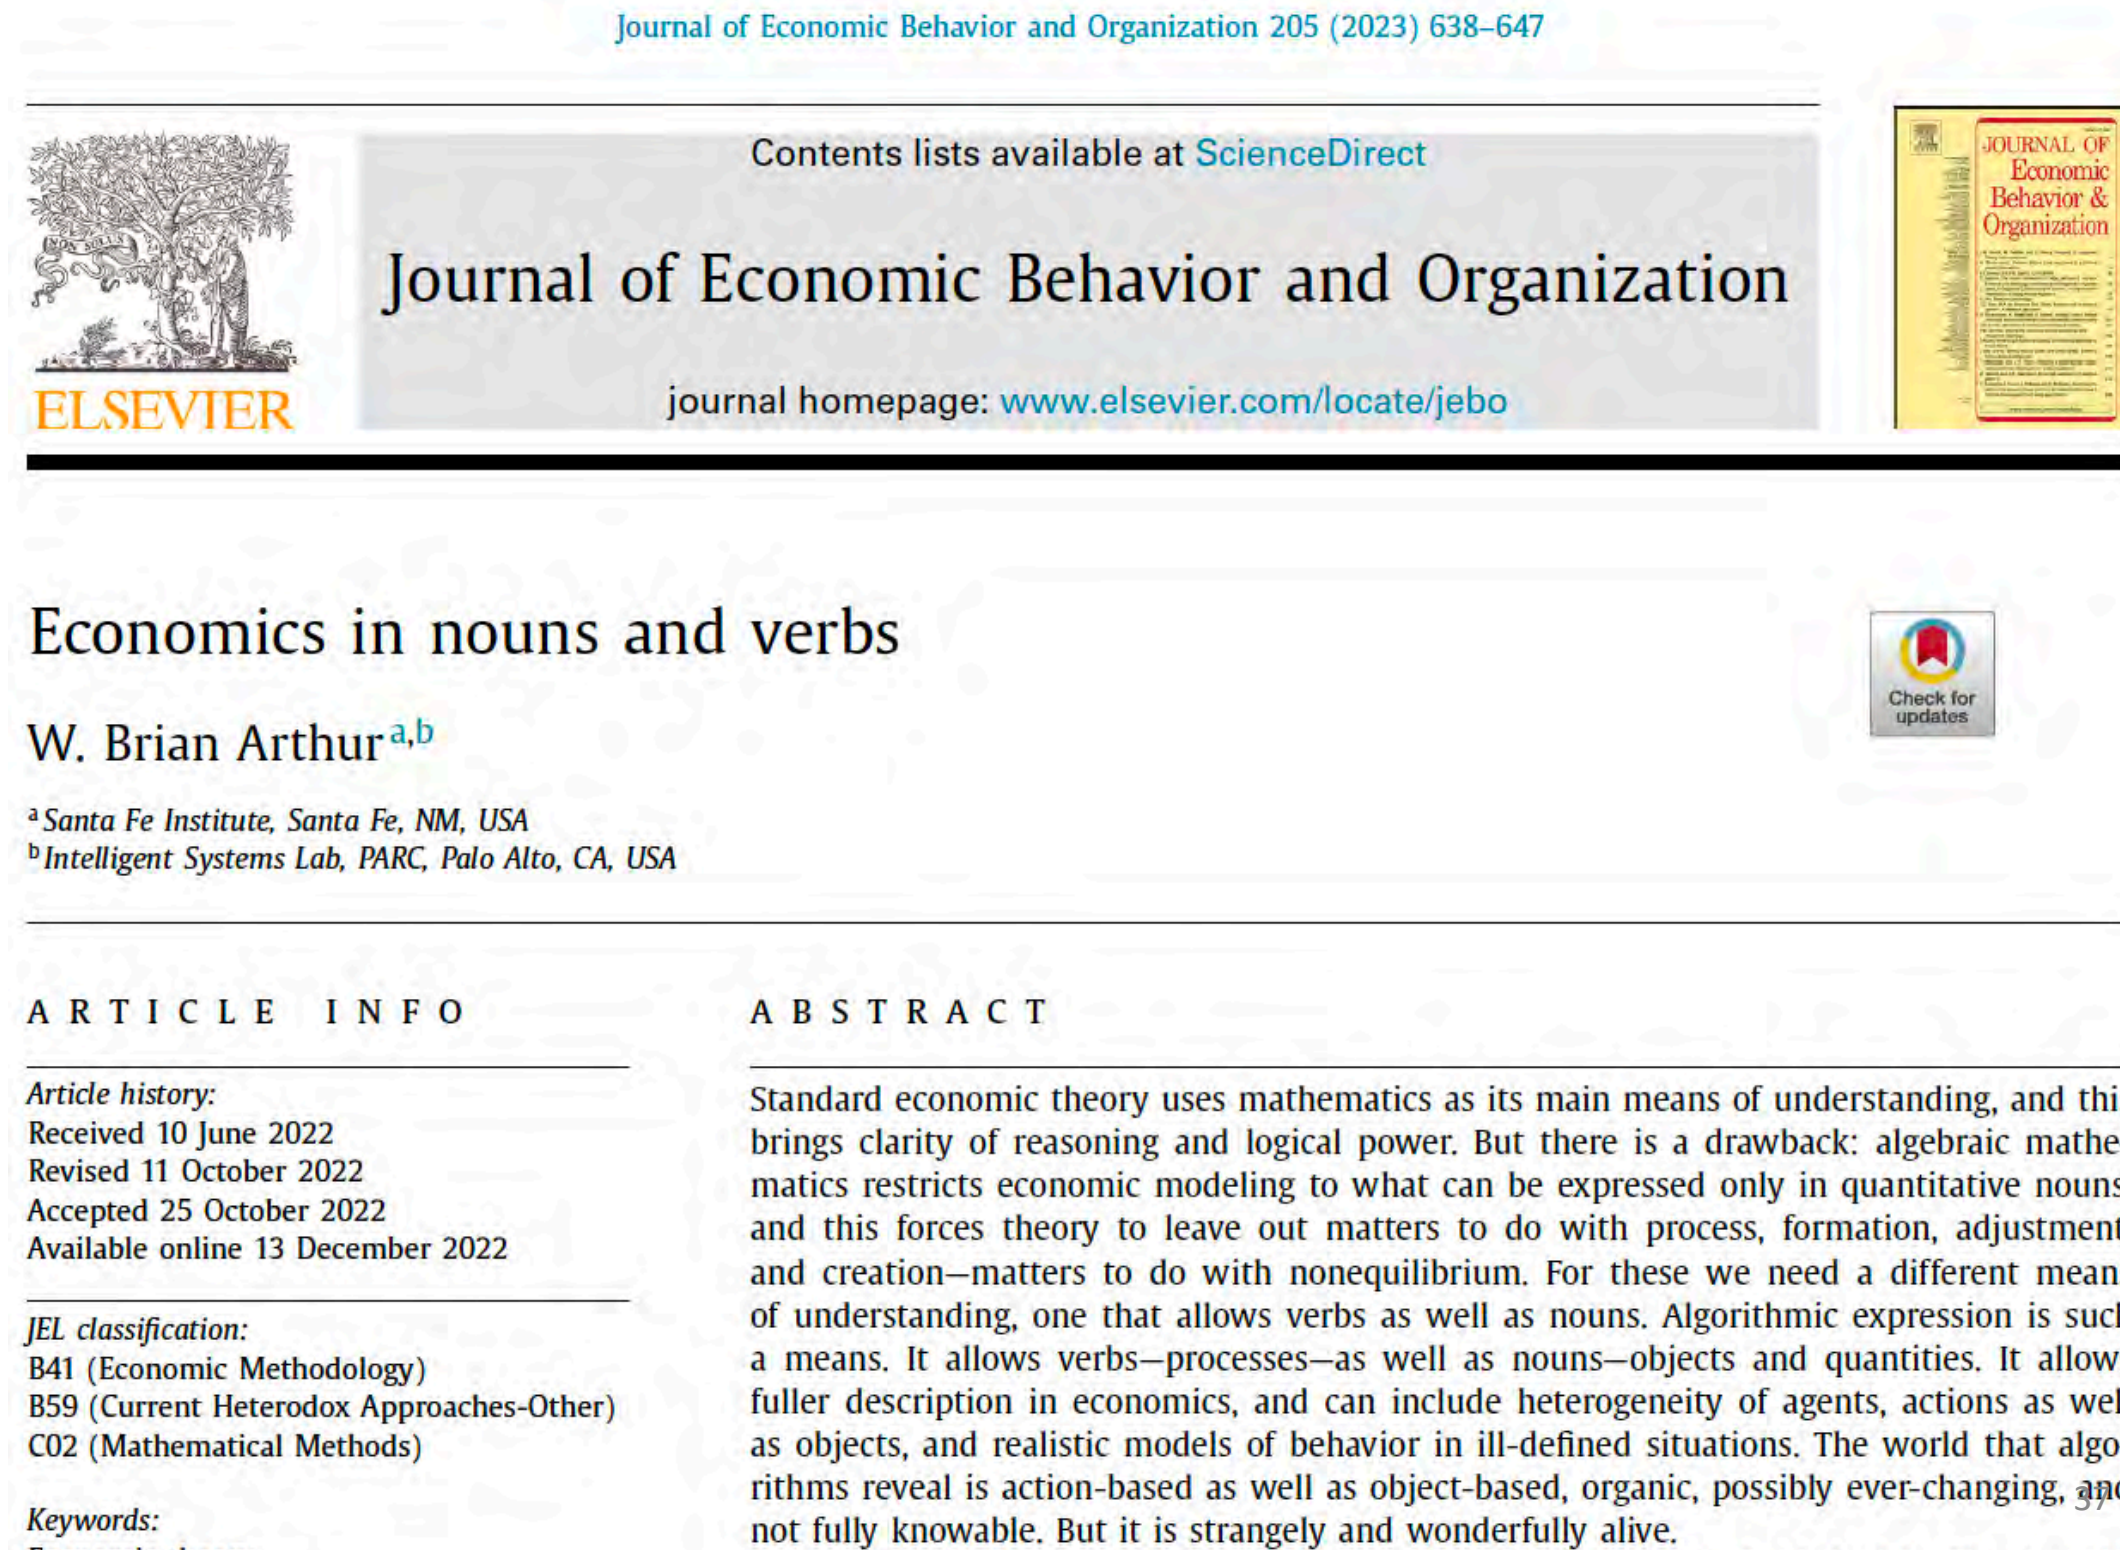 Journal of Economic Behavior and Organization 205 (2023) 638–647
Contents lists available at ScienceDirect
Journal of Economic Behavior and Organization
journal homepage: www.elsevier.com/locate/jebo
NON SOLUS
ELSEVIER
JOURNAL OF
Economic
Behavior &
Organization
Economics in nouns and verbs
Check for
updates
W. Brian Arthur a,b
a Santa Fe Institute, Santa Fe, NM, USA
b Intelligent Systems Lab, PARC, Palo Alto, CA, USA
ARTICLE INFO
Article history:
Received 10 June 2022
Revised 11 October 2022
Accepted 25 October 2022
Available online 13 December 2022
JEL classification:
B41 (Economic Methodology)
B59 (Current Heterodox Approaches-Other)
C02 (Mathematical Methods)
Keywords:
ABSTRACT
Standard economic theory uses mathematics as its main means of understanding, and thi
brings clarity of reasoning and logical power. But there is a drawback: algebraic mathe
matics restricts economic modeling to what can be expressed only in quantitative nouns
and this forces theory to leave out matters to do with process, formation, adjustment
and creation—matters to do with nonequilibrium. For these we need a different mean
of understanding, one that allows verbs as well as nouns. Algorithmic expression is such
a means. It allows verbs—processes—as well as nouns—objects and quantities. It allow
fuller description in economics, and can include heterogeneity of agents, actions as wel
as objects, and realistic models of behavior in ill-defined situations. The world that algo
rithms reveal is action-based as well as object-based, organic, possibly ever-changing, and
not fully knowable. But it is strangely and wonderfully alive.
37